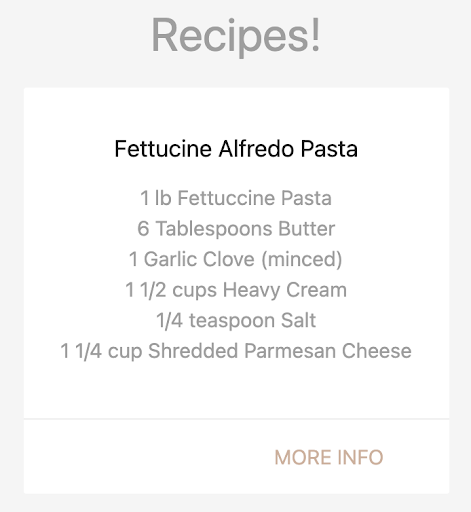 Recipes!
Fettucine Alfredo Pasta
1 lb Fettuccine Pasta
6 Tablespoons Butter
1 Garlic Clove (minced)
1 1/2 cups Heavy Cream
1/4 teaspoon Salt
1 1/4 cup Shredded Parmesan Cheese
MORE INFO